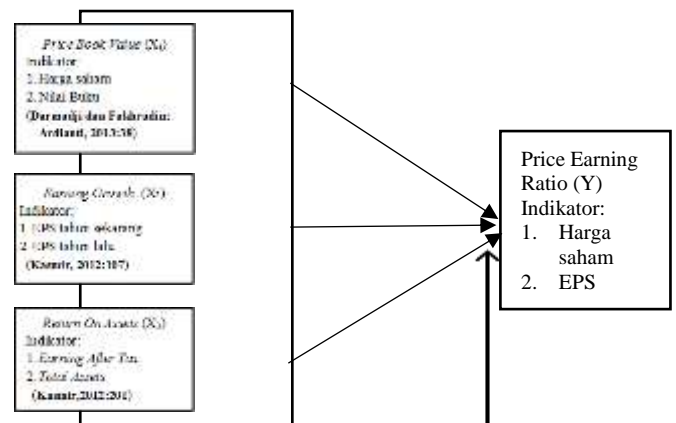 Price Book Value (X₁)
Indikator
1. Harga saham
2. Nilai Buku
(Darmadji dan Fakhrudin:
Ardianti, 2013:38)
Earning Growth (X₂)
Indikator:
1. EPS tahun sekarang
2. EPS tahun lalu
(Kasmir, 2012:107)
Return On Assets (X₃)
Indikator:
1. Earning After Tax
2. Total Assets
(Kasmir,2012:201)
Price Earning
Ratio (Y)
Indikator:
1. Harga
saham
2. EPS